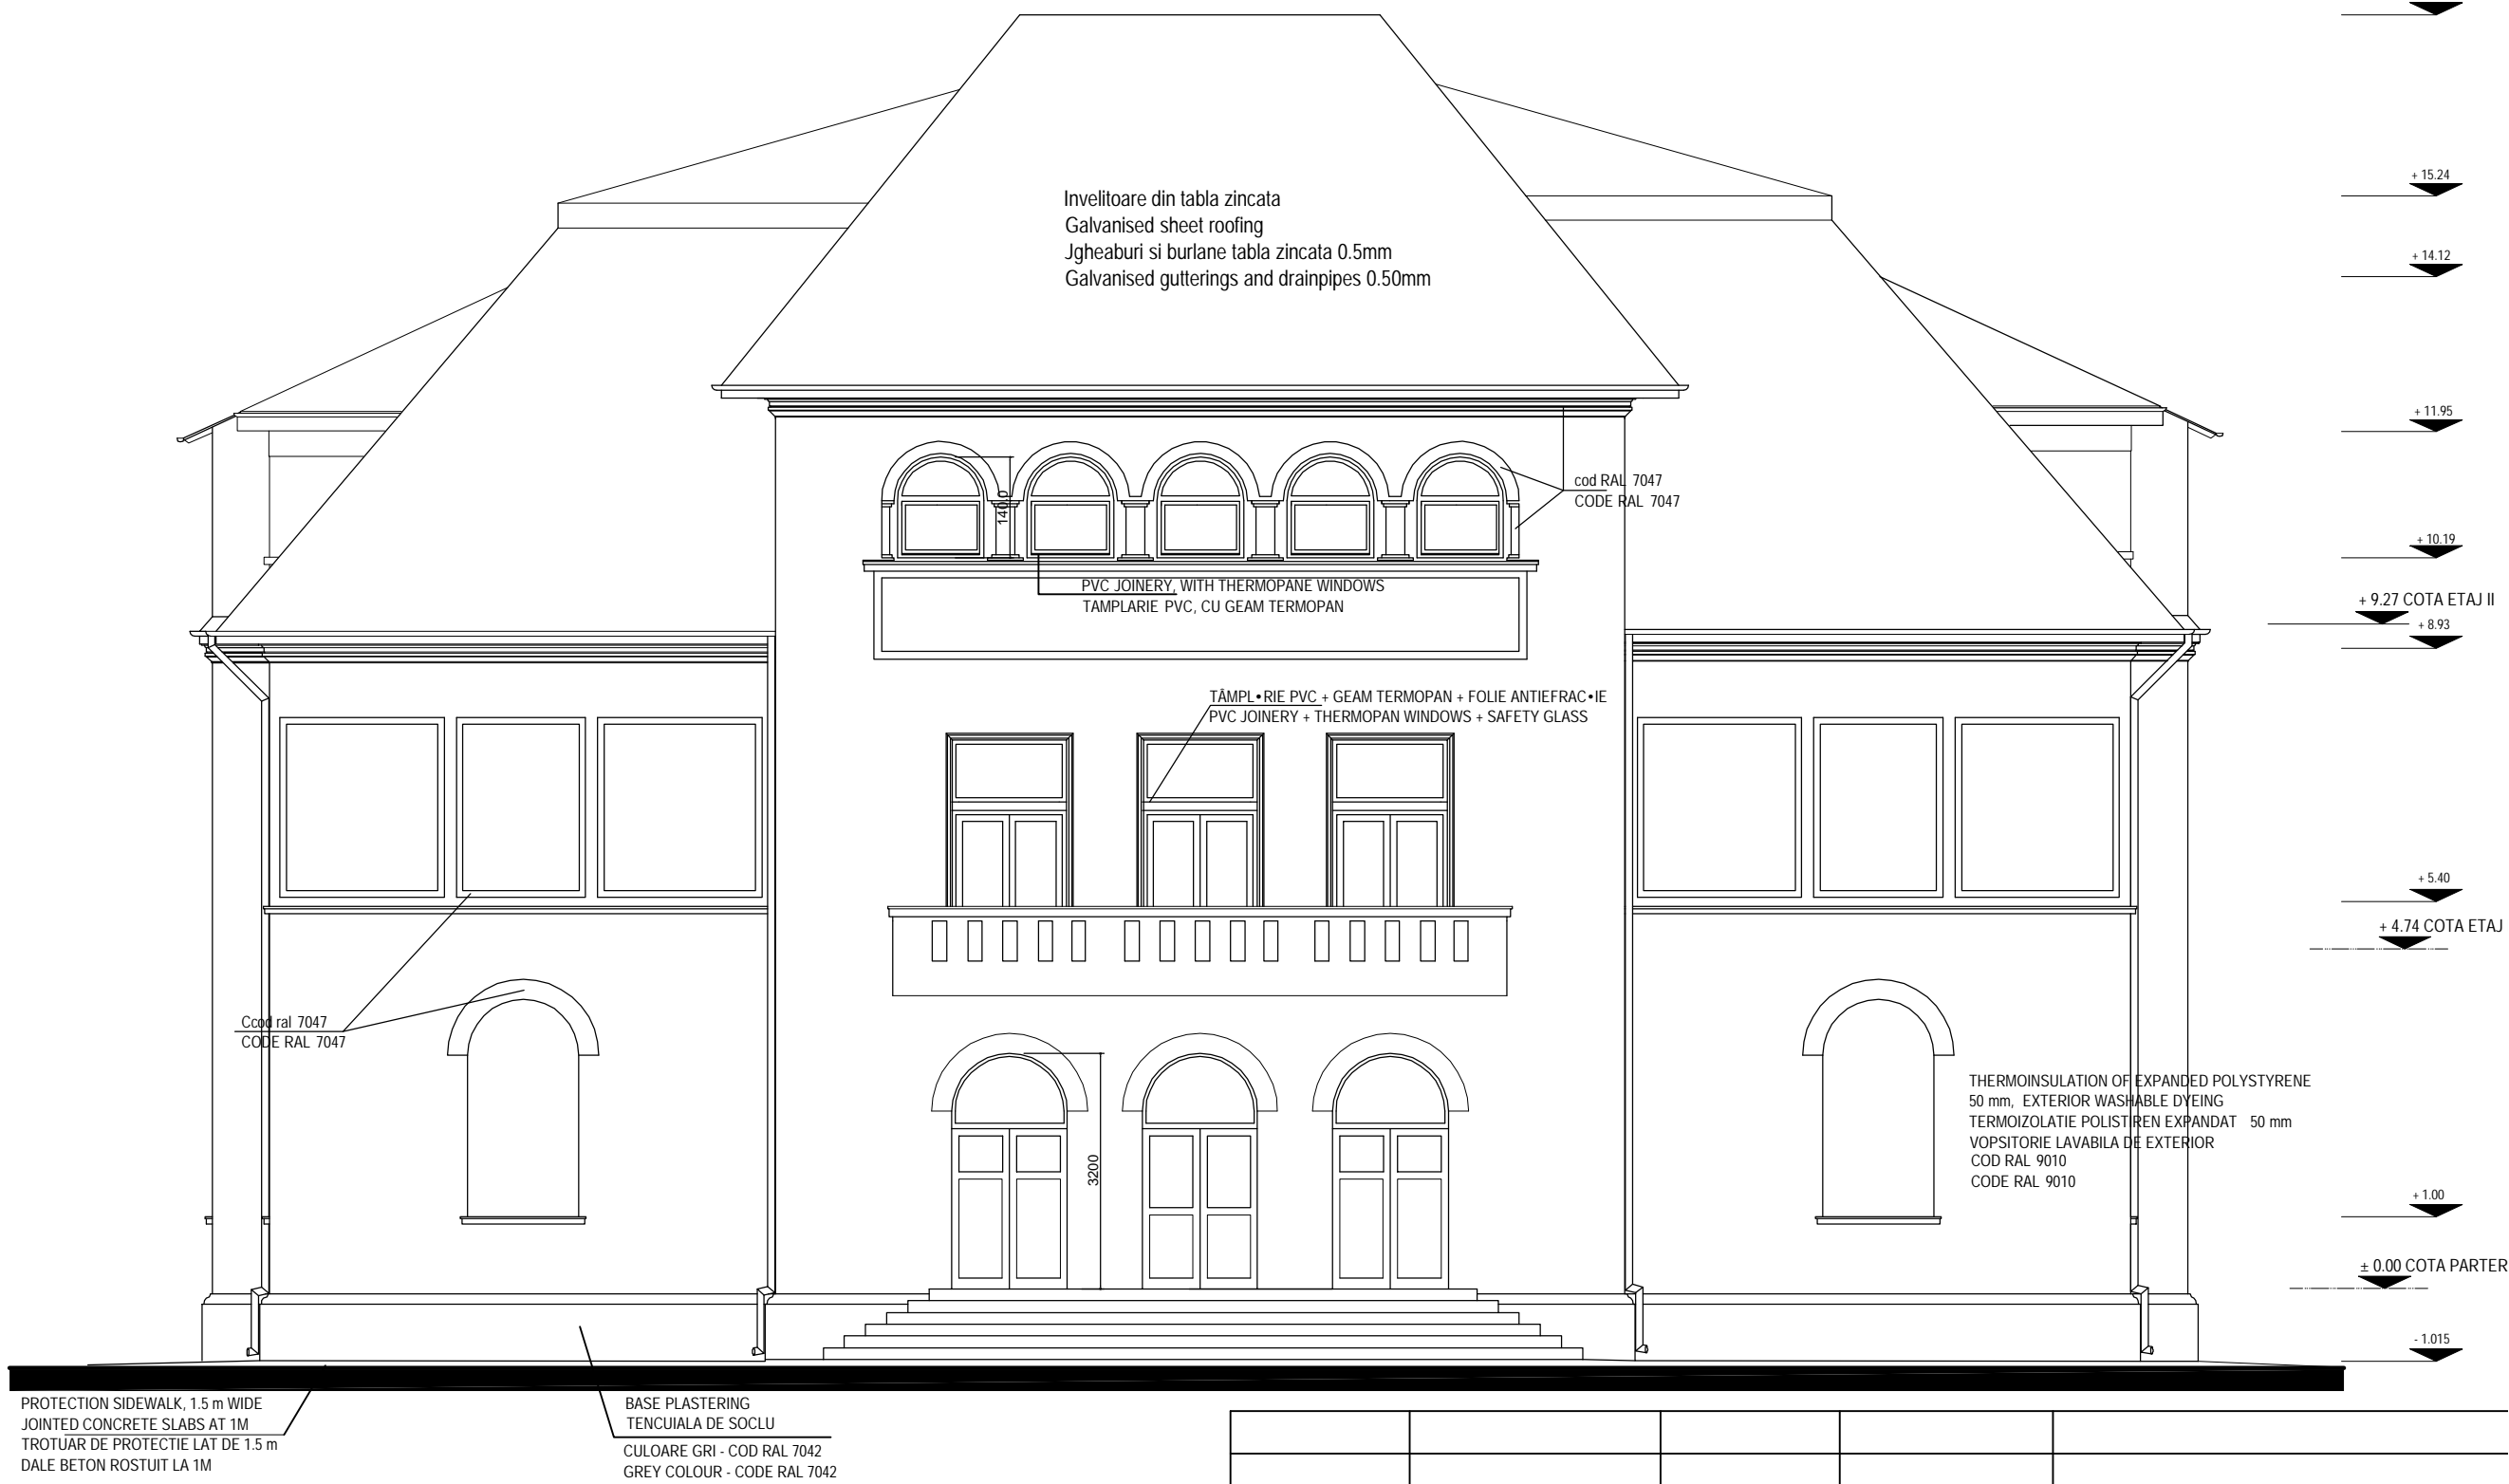 + 15.24
Invelitoare din tabla zincata
Galvanised sheet roofing
Jgheaburi si burlane tabla zincata 0.5mm
Galvanised gutterings and drainpipes 0.50mm
+ 14.12
+ 11.95
cod RAL 7047
CODE RAL 7047
140.0
+ 10.19
PVC JOINERY, WITH THERMOPANE WINDOWS
TAMPLARIE PVC, CU GEAM TERMOPAN
+ 9.27 COTA ETAJ II
+ 8.93
TÂMPL•RIE PVC + GEAM TERMOPAN + FOLIE ANTIEFRAC•IE
PVC JOINERY + THERMOPAN WINDOWS + SAFETY GLASS
+ 5.40
+ 4.74 COTA ETAJ
Ccod ral 7047
CODE RAL 7047
3200
THERMOINSULATION OF EXPANDED POLYSTYRENE
50 mm, EXTERIOR WASHABLE DYEING
TERMOIZOLATIE POLISTIREN EXPANDAT 50 mm
VOPSITORIE LAVABILA DE EXTERIOR
COD RAL 9010
CODE RAL 9010
+ 1.00
± 0.00 COTA PARTER
- 1.015
PROTECTION SIDEWALK, 1.5 m WIDE
JOINTED CONCRETE SLABS AT 1M
TROTUAR DE PROTECTIE LAT DE 1.5 m
DALE BETON ROSTUIT LA 1M
BASE PLASTERING
TENCUIALA DE SOCLU
CULOARE GRI - COD RAL 7042
GREY COLOUR - CODE RAL 7042